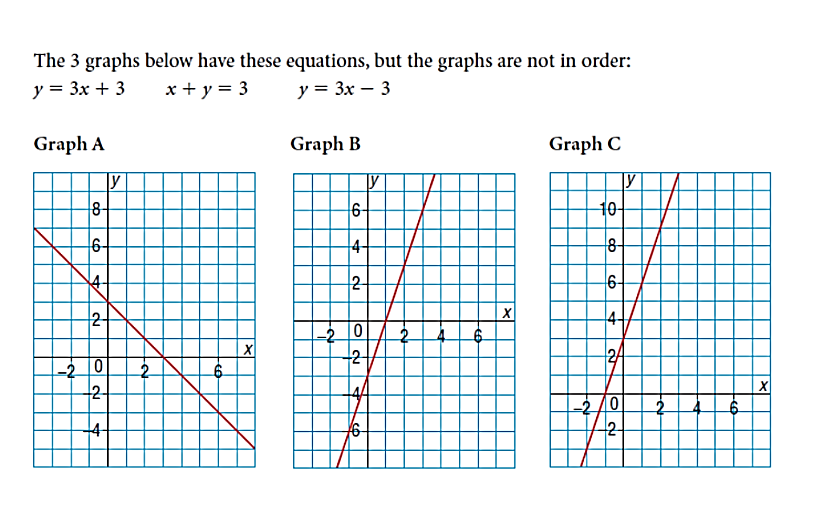 The 3 graphs below have these equations, but the graphs are not in order:
y = 3x + 3 x + y = 3 y = 3x − 3
Graph A Graph B Graph C
y y y
8 6 10
6 4 8
4 2 6
2 x 4
x −2 0 2 4 6 2
−2 0 2 6 −2 x
−2 −4 −2 0 2 4 6
−4 6 −2